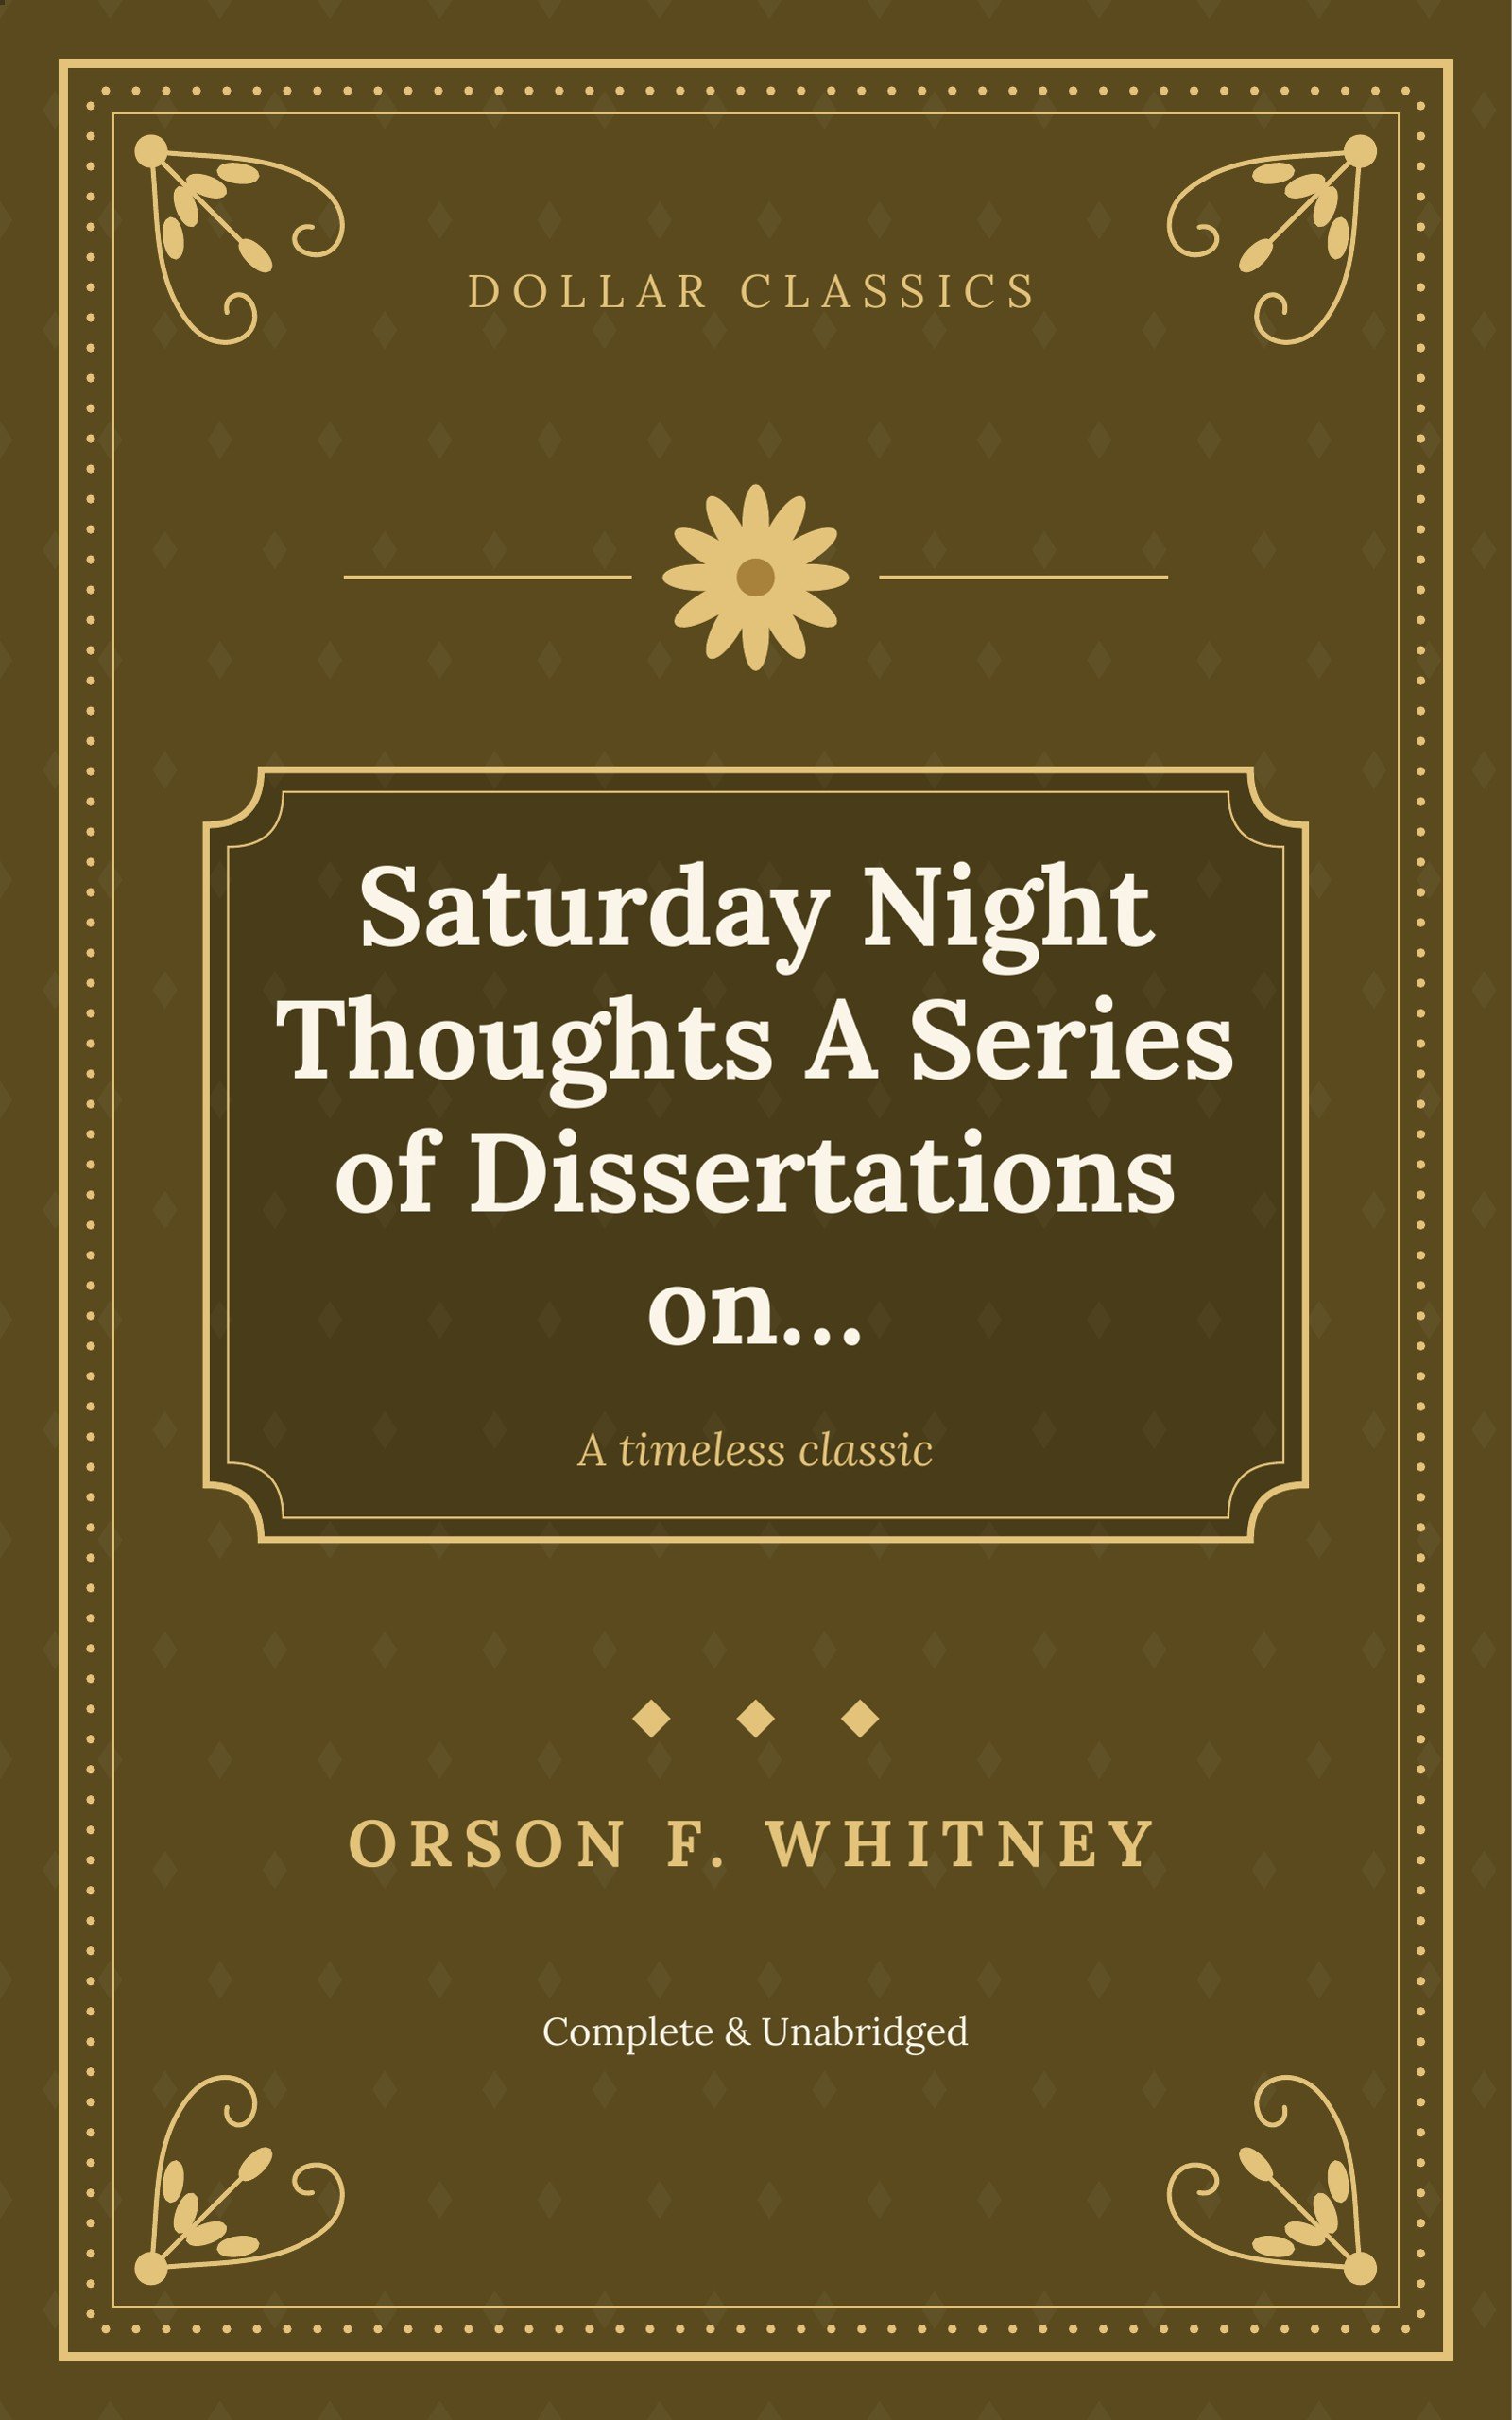 DOLLAR CLASSICS
Saturday Night
Thoughts A Series
of Dissertations
on...
A timeless classic
ORSON F. WHITNEY
Complete & Unabridged